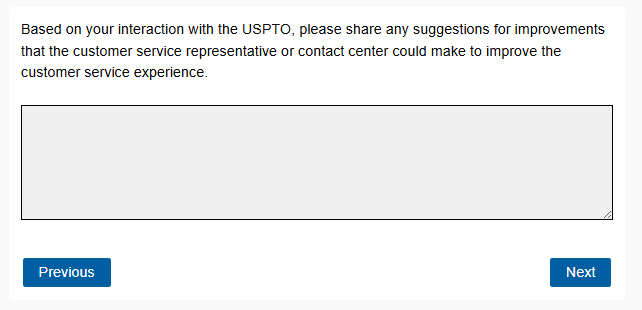 Based on your interaction with the USPTO, please share any suggestions for improvements
that the customer service representative or contact center could make to improve the
customer service experience.
Previous
Next